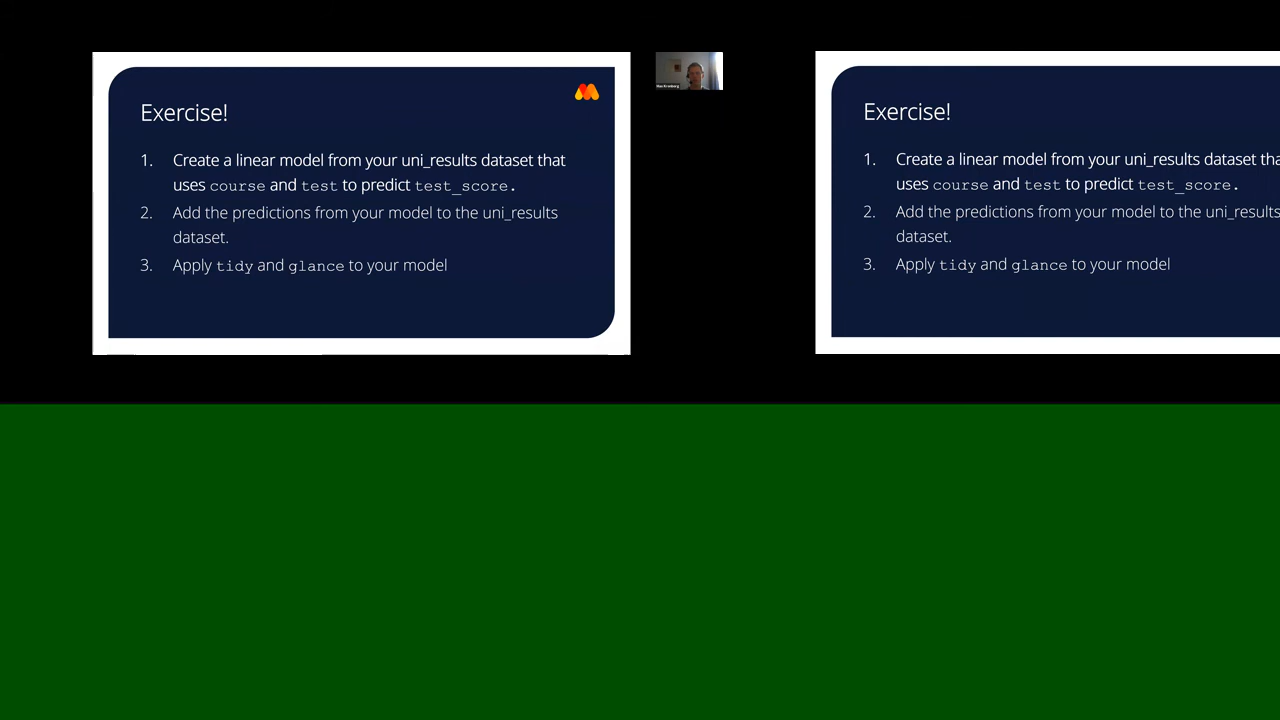 Exercise!
1. Create a linear model from your uni_results dataset that
uses course and test to predict test_score.
2. Add the predictions from your model to the uni_results
dataset.
3. Apply tidy and glance to your model
Exercise!
1. Create a linear model from your uni_results dataset tha
uses course and test to predict test_score.
2. Add the predictions from your model to the uni_results
dataset.
3. Apply tidy and glance to your model